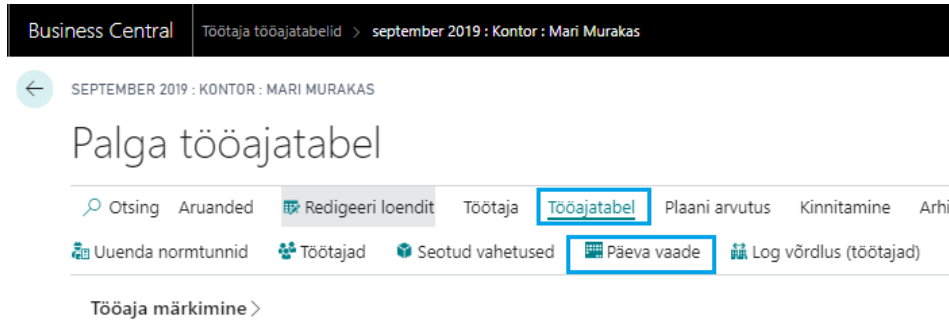 Business Central Töötaja tööajatabelid > september 2019 : Kontor : Mari Murakas
SEPTEMBER 2019 : KONTOR : MARI MURAKAS
Palga tööajatabel
Otsing Aruanded Redigeeri loendit Töötaja Tööajatabel Plaani arvutus Kinnitamine Arhi
Uuenda normtunnid Töötajad Seotud vahetused Päeva vaade Log võrdlus (töötajad)
Tööaja märkimine >